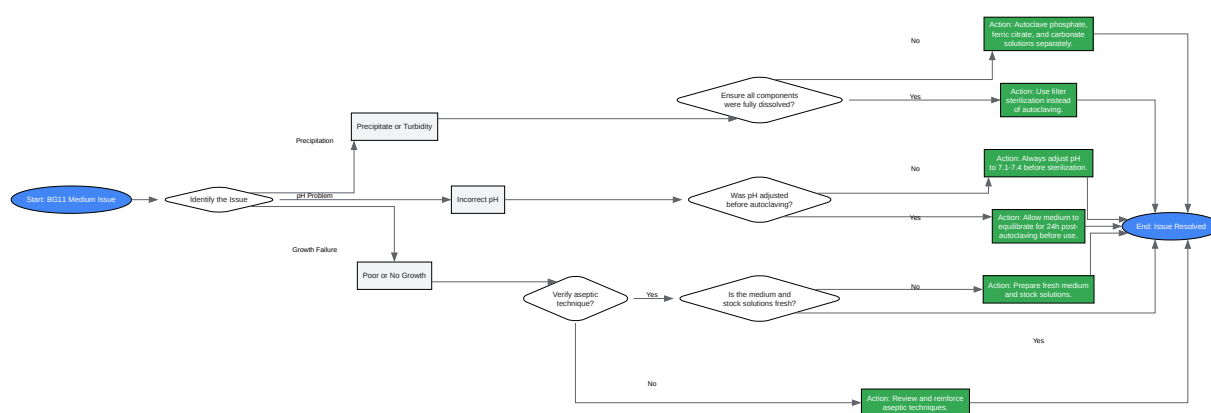 Action: Autoclave phosphate,
ferric citrate, and carbonate
solutions separately.
No
Ensure all components
were fully dissolved?
Yes
Action: Use filter
sterilization instead
of autoclaving.
Precipitate or Turbidity
Precipitation
Start: BG11 Medium Issue
Identify the Issue
pH Problem
Incorrect pH
Was pH adjusted
before autoclaving?
No
Action: Always adjust pH
to 7.1-7.4 before sterilization.
Yes
Action: Allow medium to
equilibrate for 24h post-
autoclaving before use.
End: Issue Resolved
Growth Failure
Poor or No Growth
Verify aseptic
technique?
Yes
Is the medium and
stock solutions fresh?
No
Action: Prepare fresh medium
and stock solutions.
Yes
No
Action: Review and reinforce
aseptic techniques.